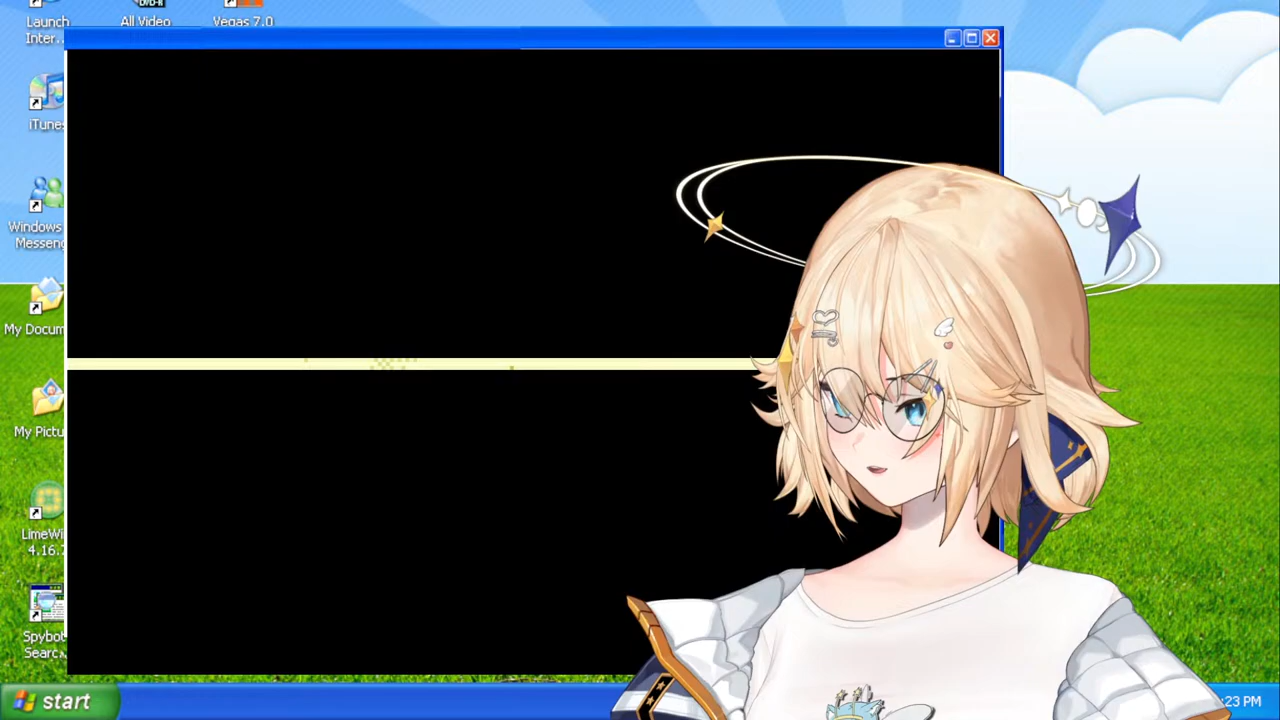 Launch
Inter...
All Video
Vegas 7.0
DVD-R
iTunes
Windows
Messeng
My Docum
My Pictu
LimeWi
4.16.
Spybot
Searc
start
:23 PM